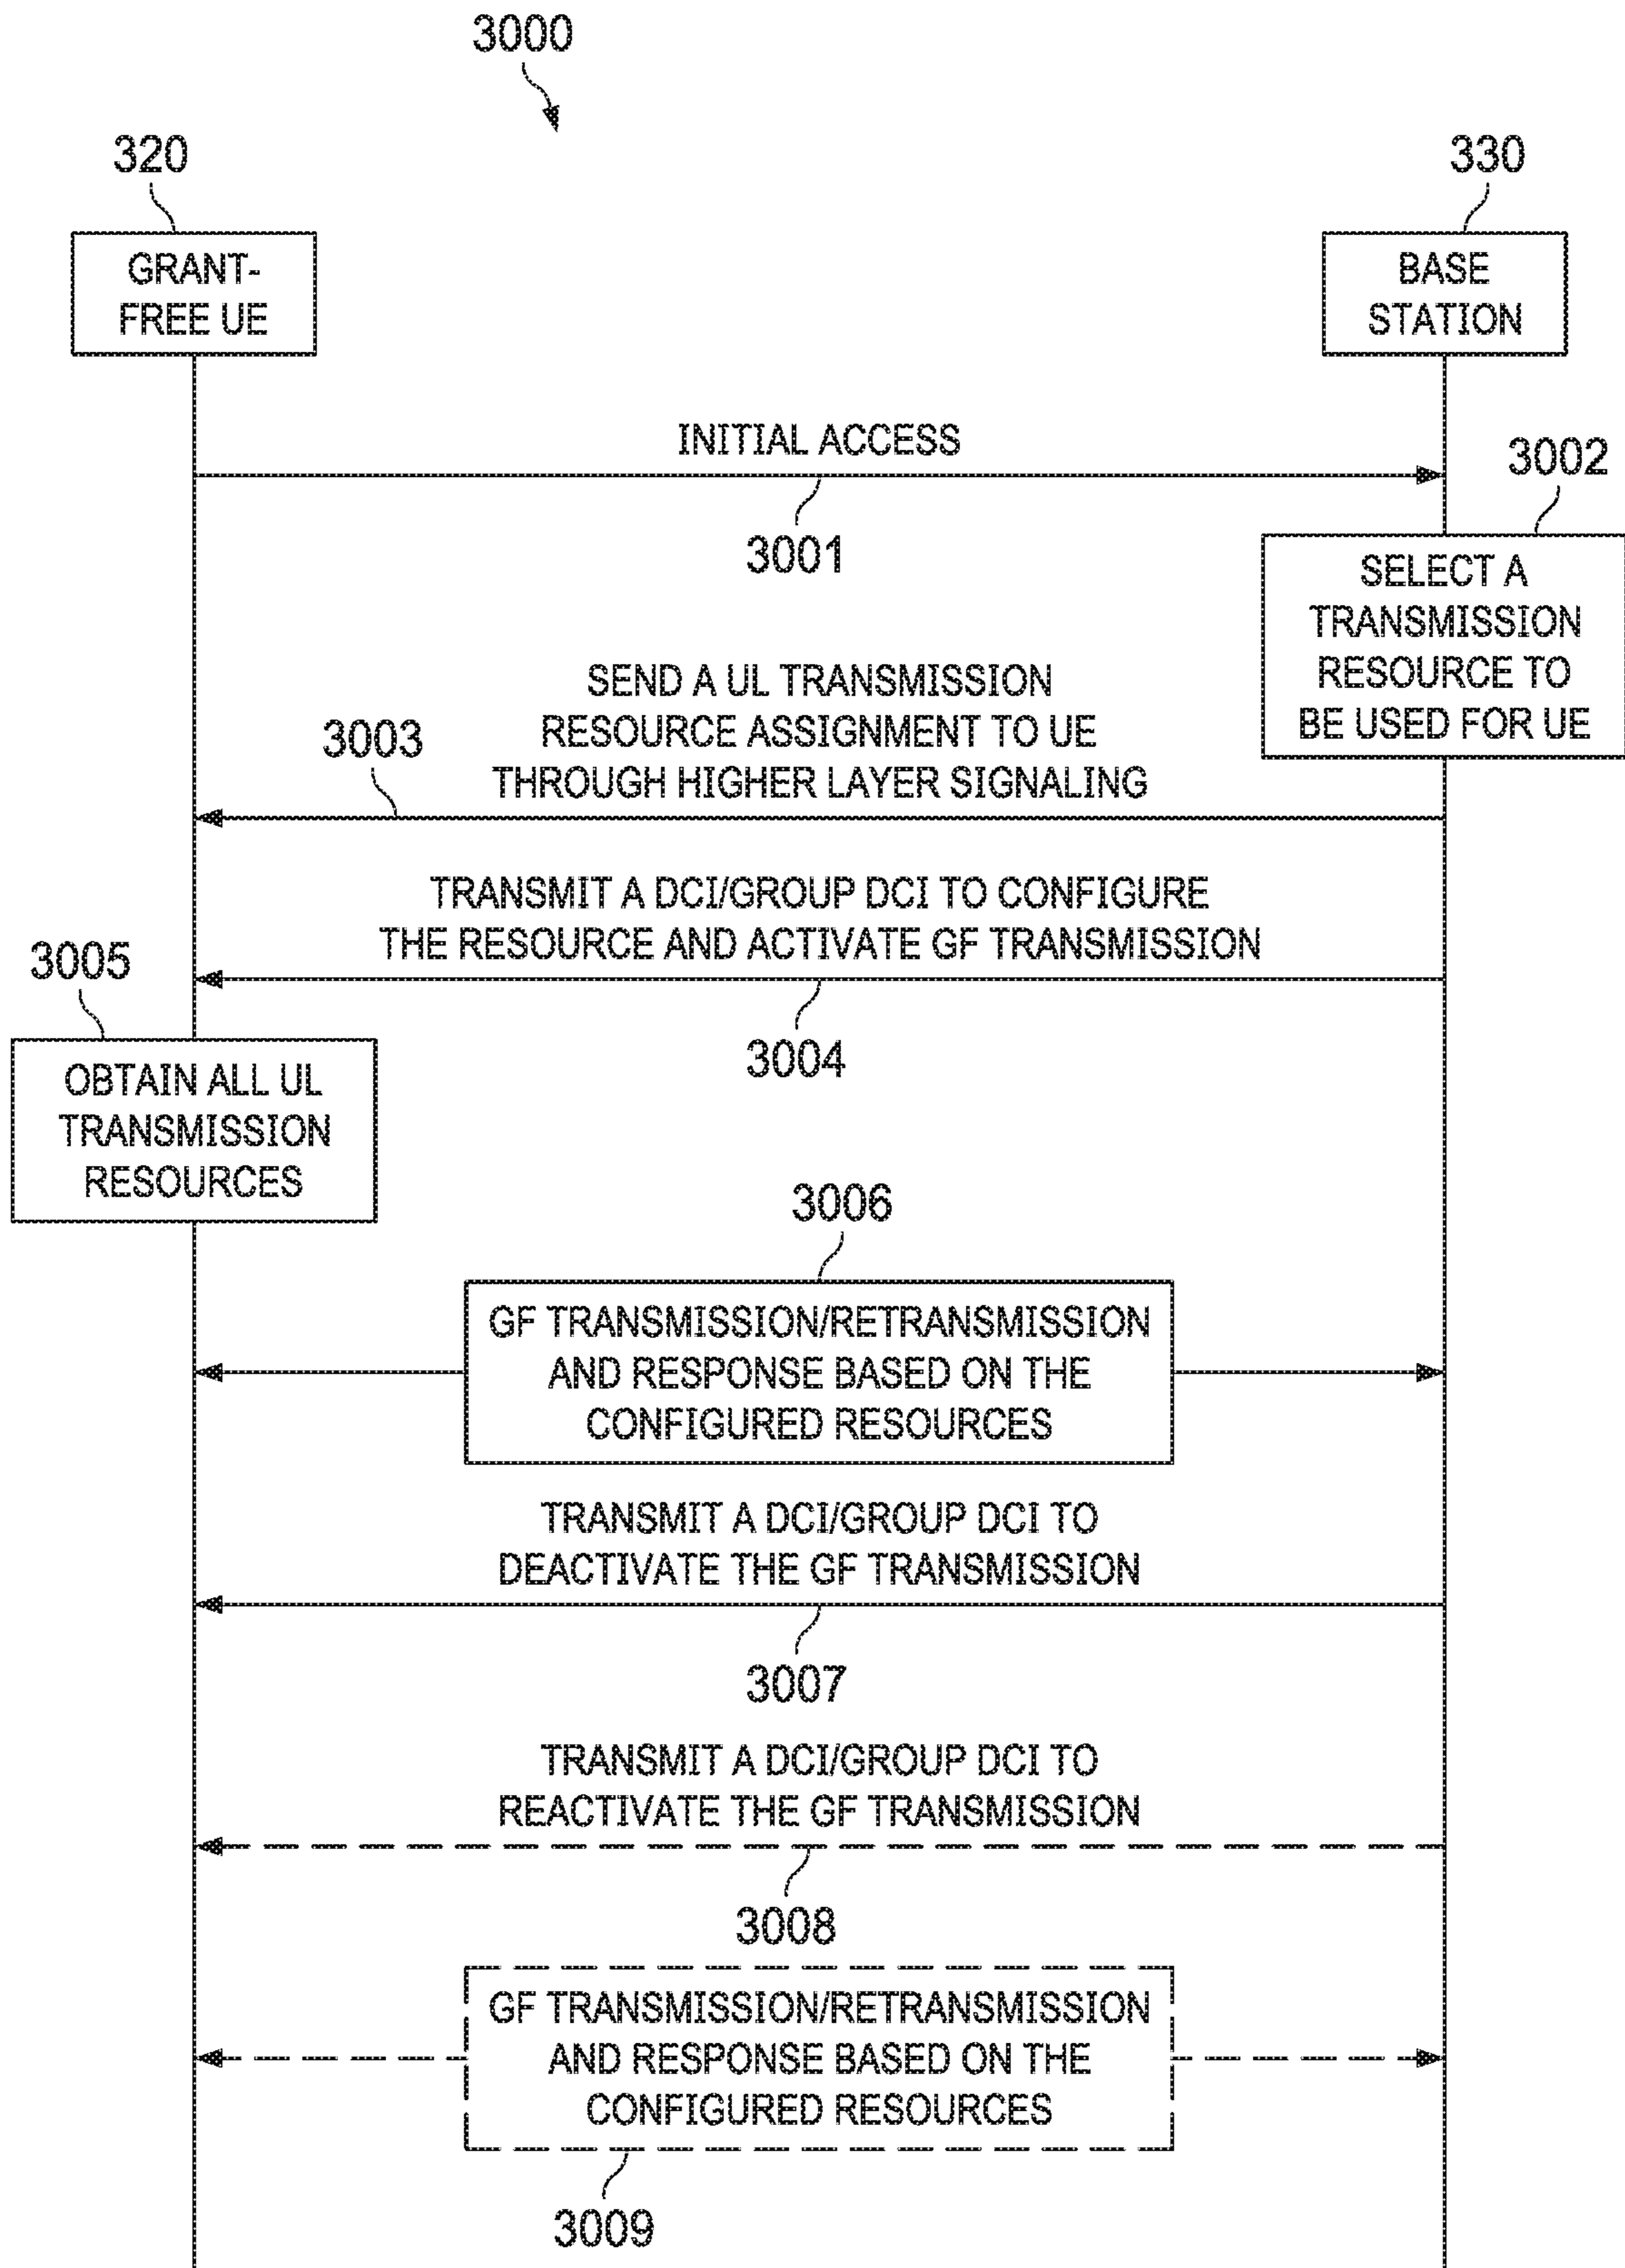 3000
320
330
GRANT-
FREE UE
BASE
STATION
INITIAL ACCESS
3001
3002
SELECT A
TRANSMISSION
RESOURCE TO
BE USED FOR UE
SEND A UL TRANSMISSION
RESOURCE ASSIGNMENT TO UE
THROUGH HIGHER LAYER SIGNALING
3003
TRANSMIT A DCI/GROUP DCI TO CONFIGURE
THE RESOURCE AND ACTIVATE GF TRANSMISSION
3004
3005
OBTAIN ALL UL
TRANSMISSION
RESOURCES
3006
GF TRANSMISSION/RETRANSMISSION
AND RESPONSE BASED ON THE
CONFIGURED RESOURCES
TRANSMIT A DCI/GROUP DCI TO
DEACTIVATE THE GF TRANSMISSION
3007
TRANSMIT A DCI/GROUP DCI TO
REACTIVATE THE GF TRANSMISSION
3008
GF TRANSMISSION/RETRANSMISSION
AND RESPONSE BASED ON THE
CONFIGURED RESOURCES
3009